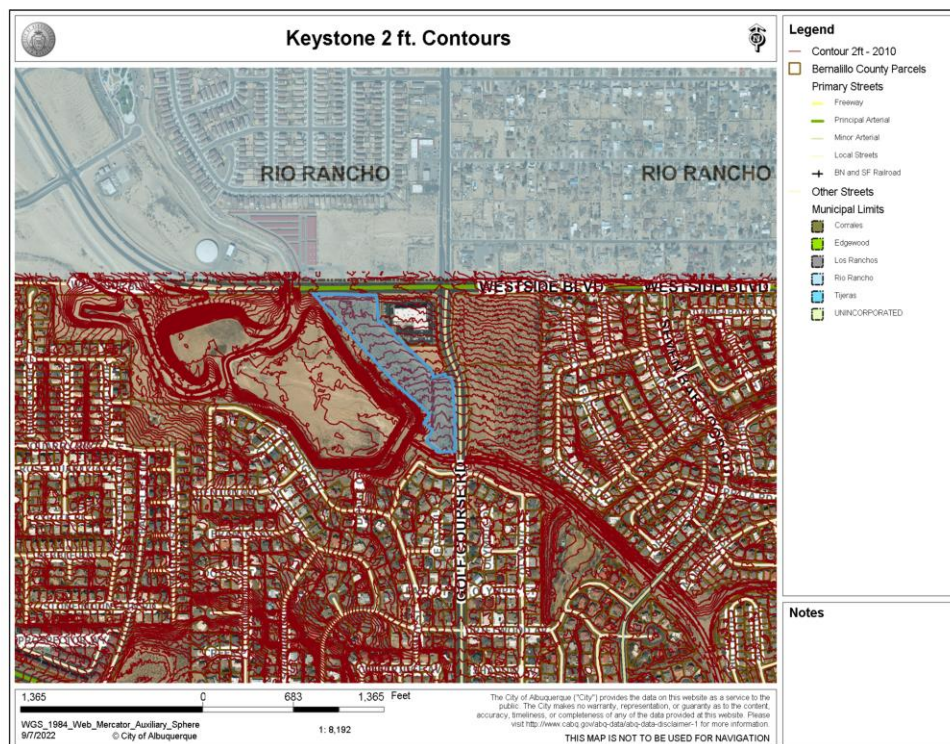 Keystone 2 ft. Contours
Legend
Contour 2ft - 2010
Bernalillo County Parcels
Primary Streets
Freeway
Principal Arterial
Minor Arterial
Local Streets
BN and SF Railroad
Other Streets
Municipal Limits
Corrales
Edgewood
Los Ranchos
Rio Rancho
Tijeras
UNINCORPORATED
RIO RANCHO
RIO RANCHO
WESTSIDE BLVD
WESTSIDE BLVD
GOLF COURSE RD
Notes
1,365
0
683
1,365 Feet
WGS_1984_Web_Mercator_Auxiliary_Sphere
9/7/2022
© City of Albuquerque
1: 8,192
The City of Albuquerque ("City") provides the data on this website as a service to the
public. The City makes no warranty, representation, or guaranty as to the content,
accuracy, timeliness, or completeness of any of the data provided at this website. Please
visit http://www.cabq.gov/abq-data/abq-data-disclaimer-1 for more information.
THIS MAP IS NOT TO BE USED FOR NAVIGATION